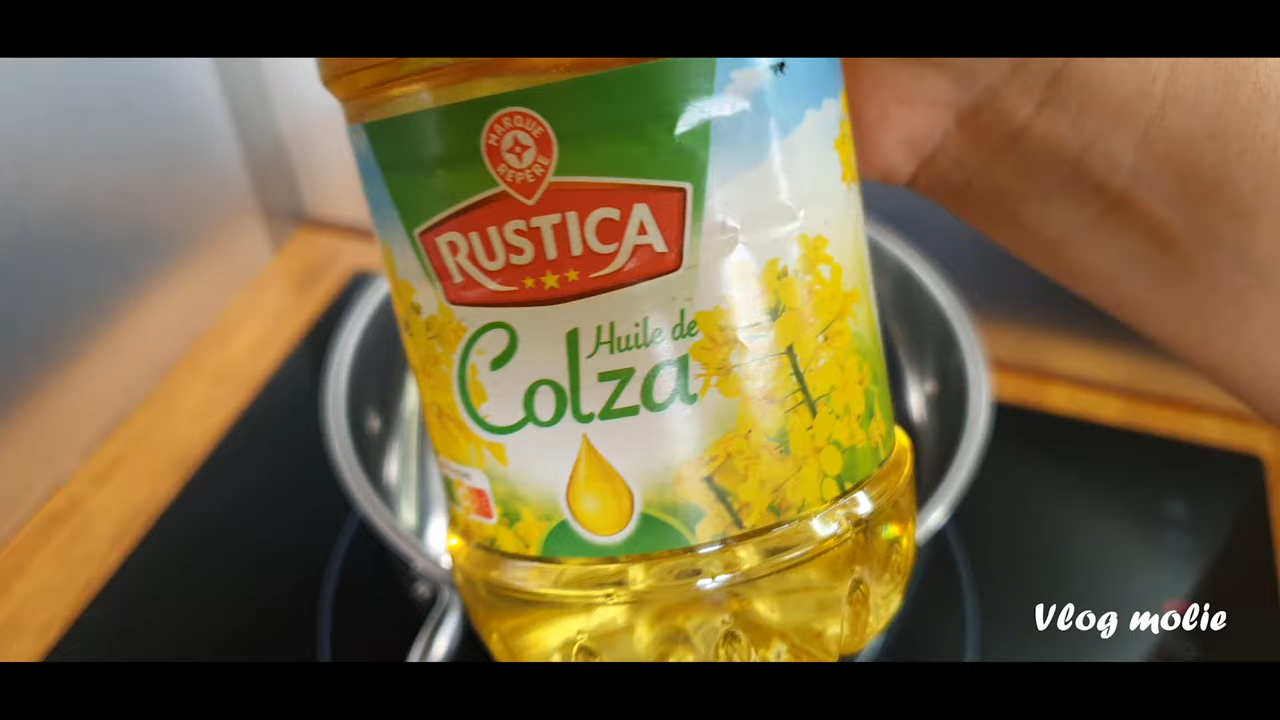 MARQUE
REPÈRE
RUSTICA
Huile de
Colza
Vlog molie